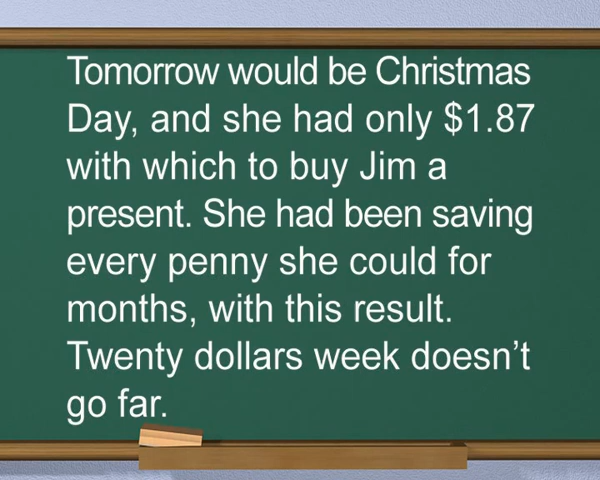 Tomorrow would be Christmas
Day, and she had only $1.87
with which to buy Jim a
present. She had been saving
every penny she could for
months, with this result.
Twenty dollars week doesn’t
go far.